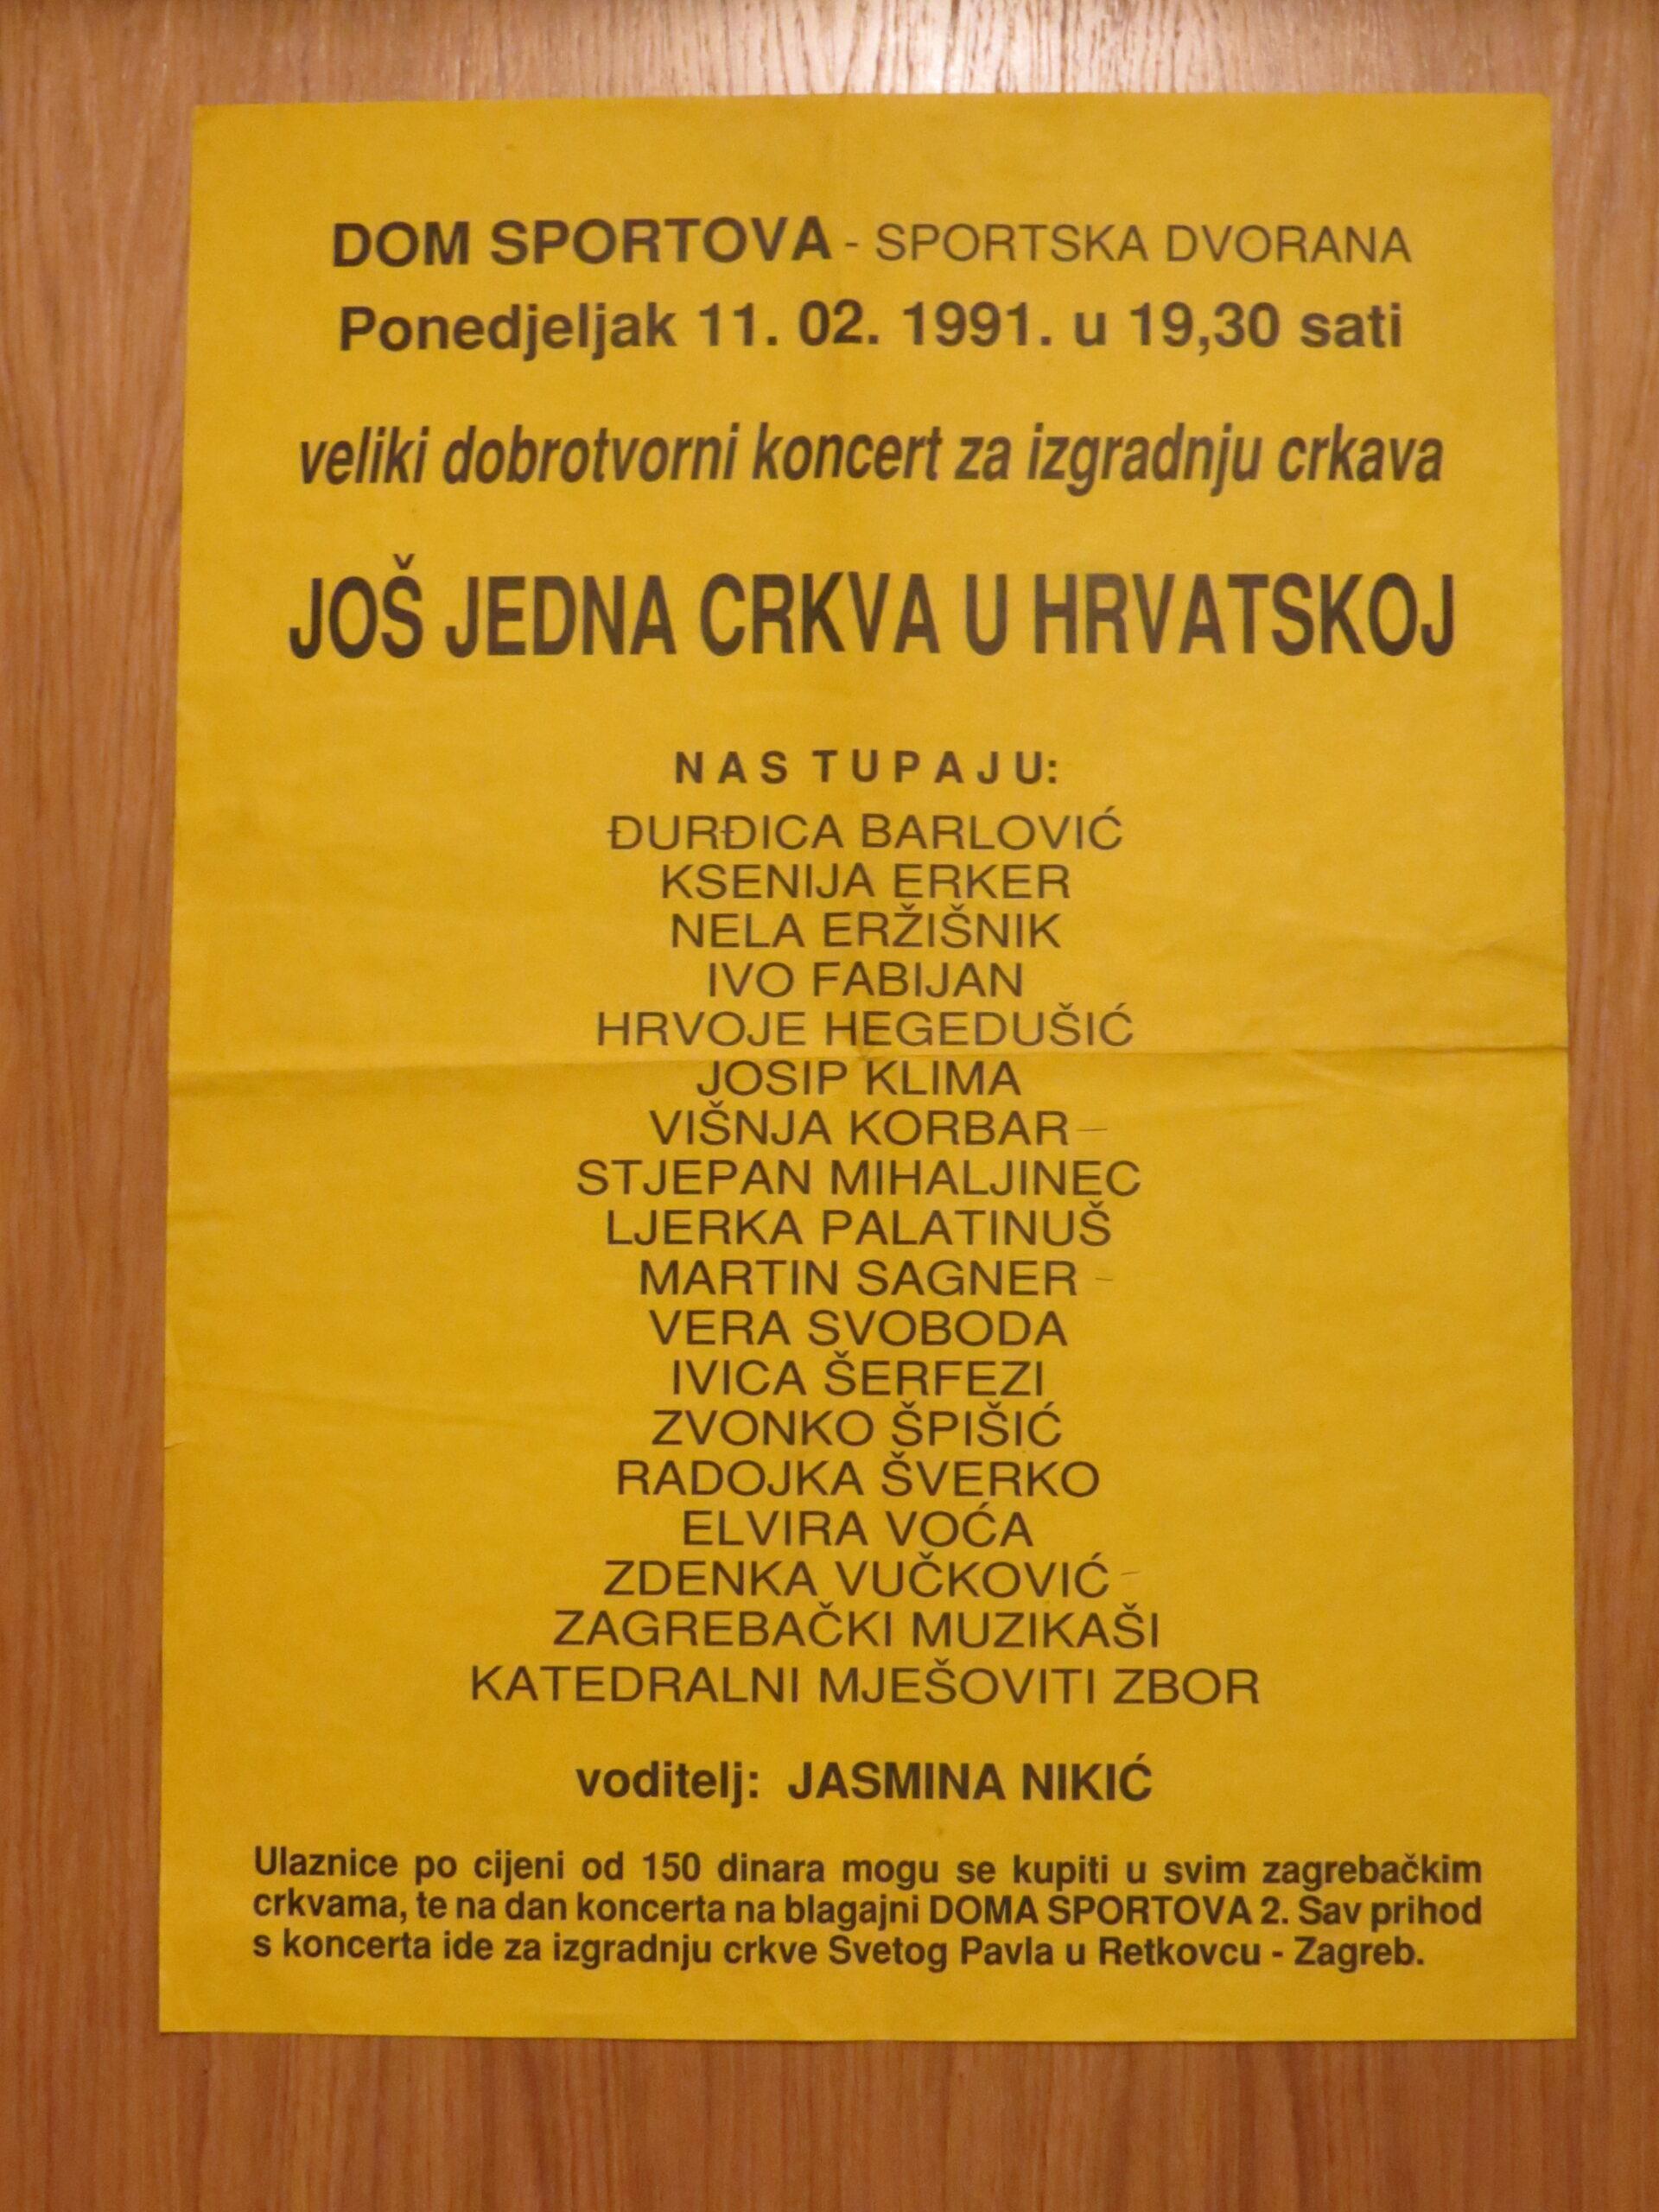 DOM SPORTOVA - SPORTSKA DVORANA
Ponedjeljak 11. 02. 1991. u 19,30 sati
veliki dobrotvorni koncert za izgradnju crkava
JOŠ JEDNA CRKVA U HRVATSKOJ
NASTUPAJU:
ĐURĐICA BARLOVIĆ
KSENIJA ERKER
NELA ERŽIŠNIK
IVO FABIJAN
HRVOJE HEGEDUŠIĆ
JOSIP KLIMA
VIŠNJA KORBAR
STJEPAN MIHALJINEC
LJERKA PALATINUŠ
MARTIN SAGNER
VERA SVOBODA
IVICA ŠERFEZI
ZVONKO ŠPIŠIĆ
RADOJKA ŠVERKO
ELVIRA VOĆA
ZDENKA VUČKOVIĆ
ZAGREBAČKI MUZIKAŠI
KATEDRALNI MJEŠOVITI ZBOR
voditelj: JASMINA NIKIĆ
Ulaznice po cijeni od 150 dinara mogu se kupiti u svim zagrebačkim
crkvama, te na dan koncerta na blagajni DOMA SPORTOVA 2. Sav prihod
s koncerta ide za izgradnju crkve Svetog Pavla u Retkovcu - Zagreb.